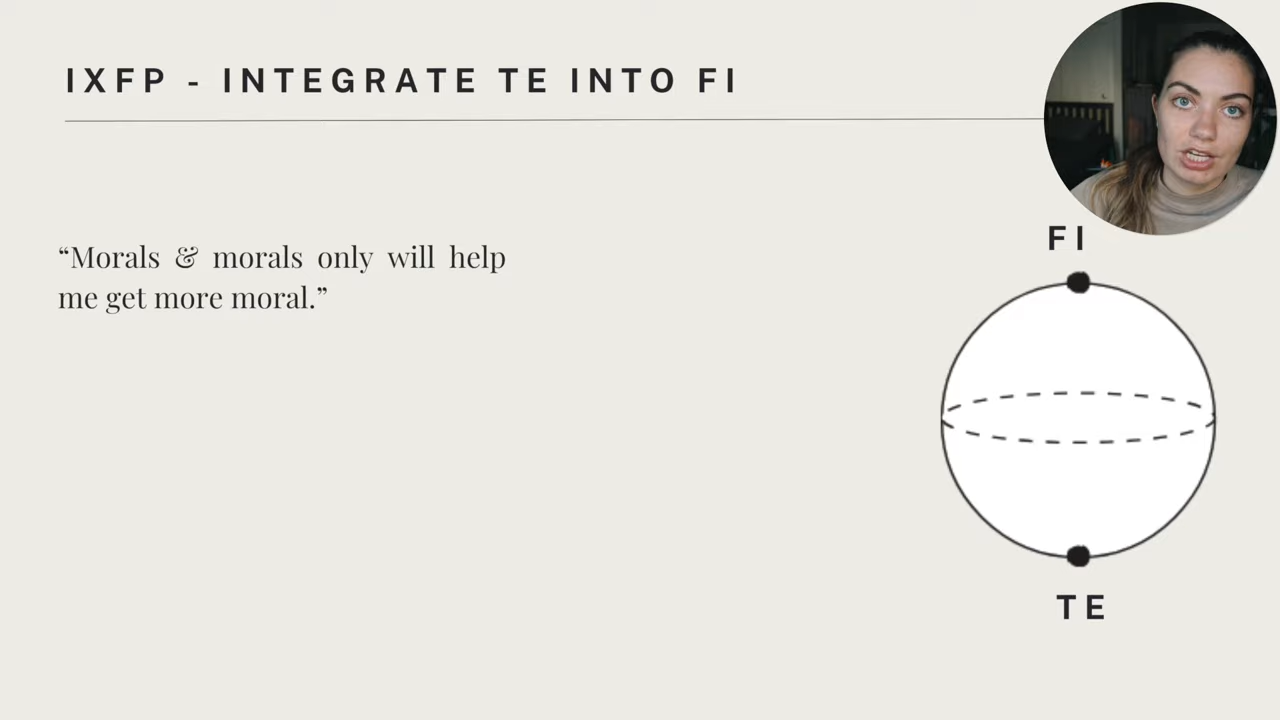 IXFP - INTEGRATE TE INTO FI
“Morals & morals only will help
me get more moral.”
FI
TE